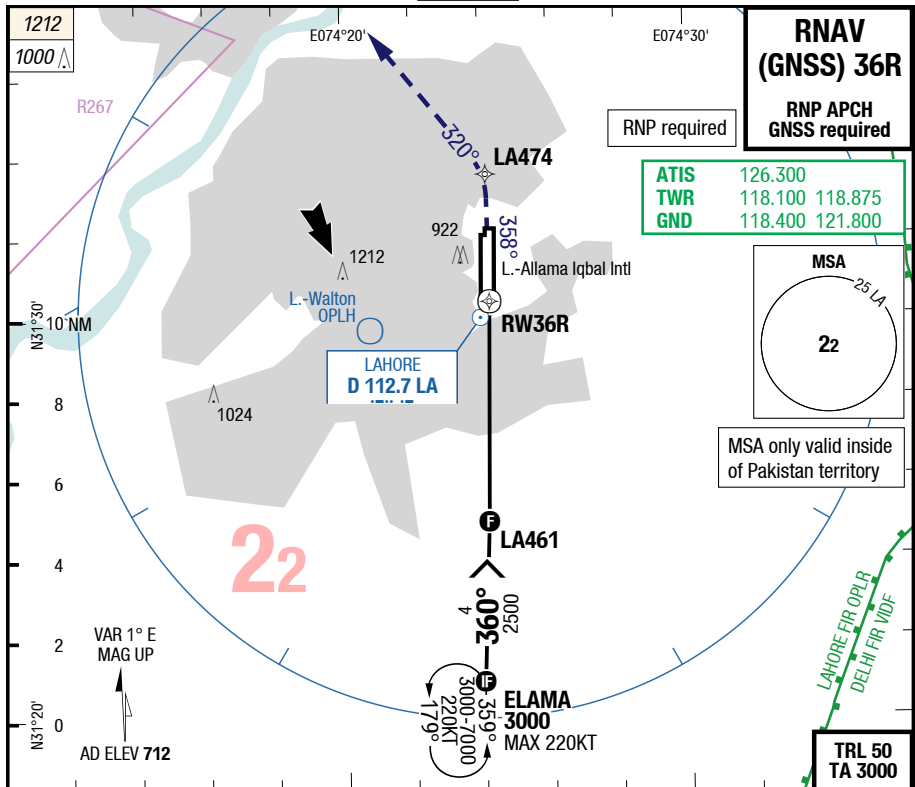 1212
1000
E074°20'
E074°30'
RNAV
(GNSS) 36R
RNP APCH
GNSS required
R267
RNP required
320°
LA474
ATIS 126.300
TWR 118.100 118.875
GND 118.400 121.800
358°
922
1212
L.-Allama Iqbal Intl
MSA
25 LA
22
L.-Walton
OPLH
N31°30'
10 NM
RW36R
LAHORE
D 112.7 LA
1024
8
MSA only valid inside
of Pakistan territory
6
LA461
F
22
4
4
360°
2500
LAHORE FIR OPLR
DELHI FIR VIDF
2
VAR 1° E
MAG UP
IF
ELAMA
3000
MAX 220KT
359°
3000-7000
220KT
179°
N31°20'
0
AD ELEV 712
TRL 50
TA 3000